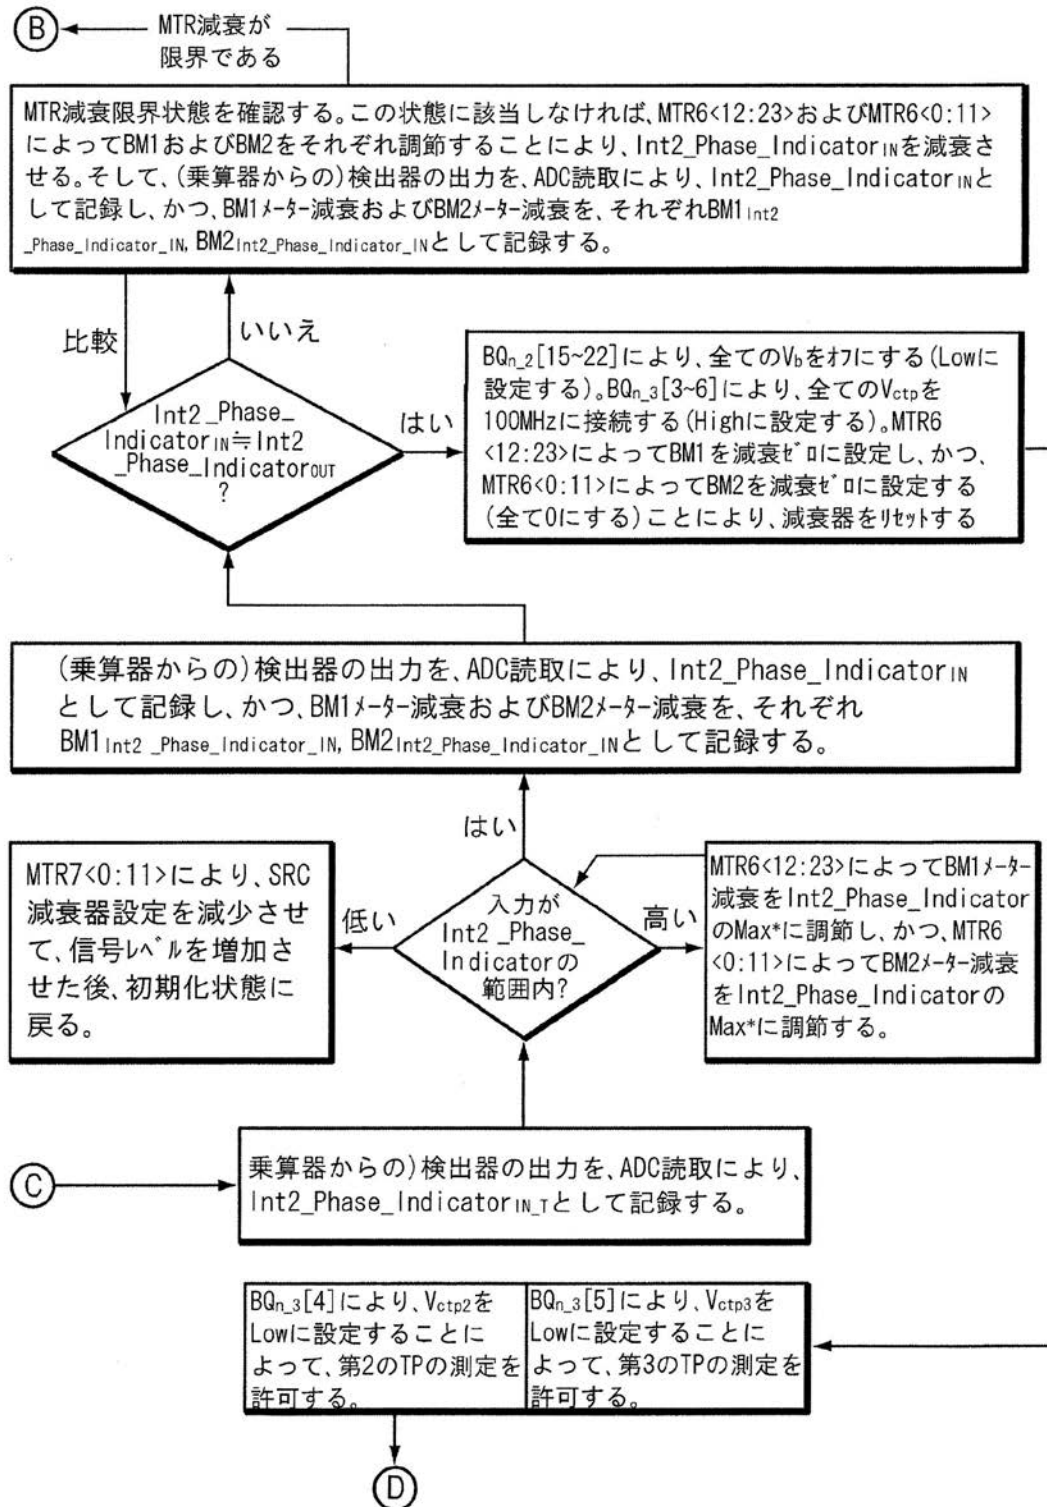 B
MTR減衰が
限界である
MTR減衰限界状態を確認する。この状態に該当しなければ、MTR6<12:23>およびMTR6<0:11>
によってBM1およびBM2をそれぞれ調節することにより、Int2_Phase_IndicatorINを減衰さ
せる。そして、(乗算器からの)検出器の出力を、ADC読取により、Int2_Phase_IndicatorINと
して記録し、かつ、BM1メーター減衰およびBM2メーター減衰を、それぞれBM1Int2
_Phase_Indicator_IN, BM2Int2_Phase_Indicator_INとして記録する。
比較
いいえ
Int2_Phase_
IndicatorIN≒Int2
_Phase_IndicatorOUT
?
はい
BQn_2[15~22]により、全てのVbをオフにする(Lowに
設定する)。BQn_3[3~6]により、全てのVctpを
100MHzに接続する(Highに設定する)。MTR6
<12:23>によってBM1を減衰ゼロに設定し、かつ、
MTR6<0:11>によってBM2を減衰ゼロに設定する
(全て0にする)ことにより、減衰器をリセットする
(乗算器からの)検出器の出力を、ADC読取により、Int2_Phase_IndicatorIN
として記録し、かつ、BM1メーター減衰およびBM2メーター減衰を、それぞれ
BM1Int2 _Phase_Indicator_IN, BM2Int2_Phase_Indicator_INとして記録する。
はい
MTR7<0:11>により、SRC
減衰器設定を減少させ
て、信号レベルを増加さ
せた後、初期化状態に
戻る。
低い
入力が
Int2 _Phase_
Indicatorの
範囲内?
高い
MTR6<12:23>によってBM1メーター
減衰をInt2_Phase_Indicator
のMax*に調節し、かつ、MTR6
<0:11>によってBM2メーター減衰
をInt2_Phase_Indicatorの
Max*に調節する。
C
乗算器からの)検出器の出力を、ADC読取により、
Int2_Phase_IndicatorIN_Tとして記録する。
BQn_3[4]により、Vctp2を
Lowに設定することに
よって、第2のTPの測定を
許可する。
BQn_3[5]により、Vctp3を
Lowに設定することに
よって、第3のTPの測定を
許可する。
D